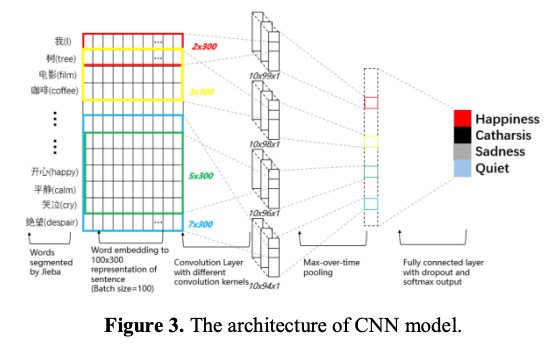 我(I)
树(tree)
电影(film)
咖啡(coffee)
开心(happy)
平静(calm)
哭泣(cry)
绝望(despair)
...
...
2x300
3x300
5x300
7x300
10x99x1
10x98x1
10x96x1
10x94x1
Happiness
Catharsis
Sadness
Quiet
Words
segmented
by Jieba
Word embedding to
100x300
representation of
sentence
(Batch size=100)
Convolution Layer
with different
convolution kernels
Max-over-time
pooling
Fully connected layer
with dropout and
softmax output
Figure 3. The architecture of CNN model.